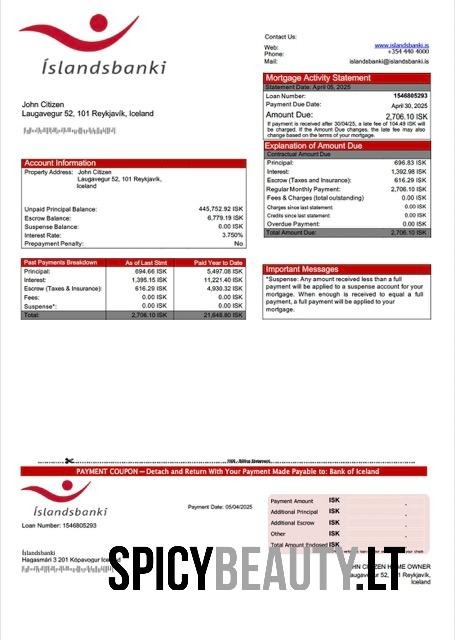 Íslandsbanki
Contact Us:
Web: www.islandsbanki.is
Phone: +354 440 4000
Mail: islandsbanki@islandsbanki.is
John Citizen
Laugavegur 52, 101 Reykjavík, Iceland
Mortgage Activity Statement
Statement Date: April 05, 2025
Loan Number: 1546805293
Payment Due Date: April 30, 2025
Amount Due: 2,706.10 ISK
If payment is received after 30/04/25, a late fee of 104.49 ISK will
be charged. If the Amount Due changes, the late fee may also
change based on the terms of your mortgage.
Explanation of Amount Due
Contractual Amount Due
Principal: 696.83 ISK
Interest: 1,392.98 ISK
Escrow (Taxes and Insurance): 616.29 ISK
Regular Monthly Payment: 2,706.10 ISK
Fees & Charges (total outstanding) 0.00 ISK
Charges since last statement: 0.00 ISK
Credits since last statement: 0.00 ISK
Overdue Payment: 0.00 ISK
Total Amount Due: 2,706.10 ISK
Account Information
Property Address: John Citizen
Laugavegur 52, 101 Reykjavík,
Iceland
Unpaid Principal Balance: 445,752.92 ISK
Escrow Balance: 6,779.19 ISK
Suspense Balance: 0.00 ISK
Interest Rate: 3.750%
Prepayment Penalty: No
Past Payments Breakdown As of Last Stmt Paid Year to Date
Principal: 694.66 ISK 5,497.08 ISK
Interest: 1,395.15 ISK 11,221.40 ISK
Escrow (Taxes & Insurance): 616.29 ISK 4,930.32 ISK
Fees: 0.00 ISK 0.00 ISK
Suspense*: 0.00 ISK 0.00 ISK
Total: 2,706.10 ISK 21,648.80 ISK
Important Messages
*Suspense: Any amount received less than a full
payment will be applied to a suspense account for your
mortgage. When enough is received to equal a full
payment, a full payment will be applied to your
mortgage.
PAYMENT COUPON – Detach and Return With Your Payment Made Payable to: Bank of Iceland
Íslandsbanki
Loan Number: 1546805293
Payment Date: 05/04/2025
Payment Amount ISK
Additional Principal ISK
Additional Escrow ISK
Other ISK
Total Amount Endosed ISK
Íslandsbanki
Hagasmári 3 201 Kópavogur Iceland
HN CITIZEN HOME OWNER
augavegur 52, 101 Reykjavík,
Iceland
SPICYBEAUTY.LT